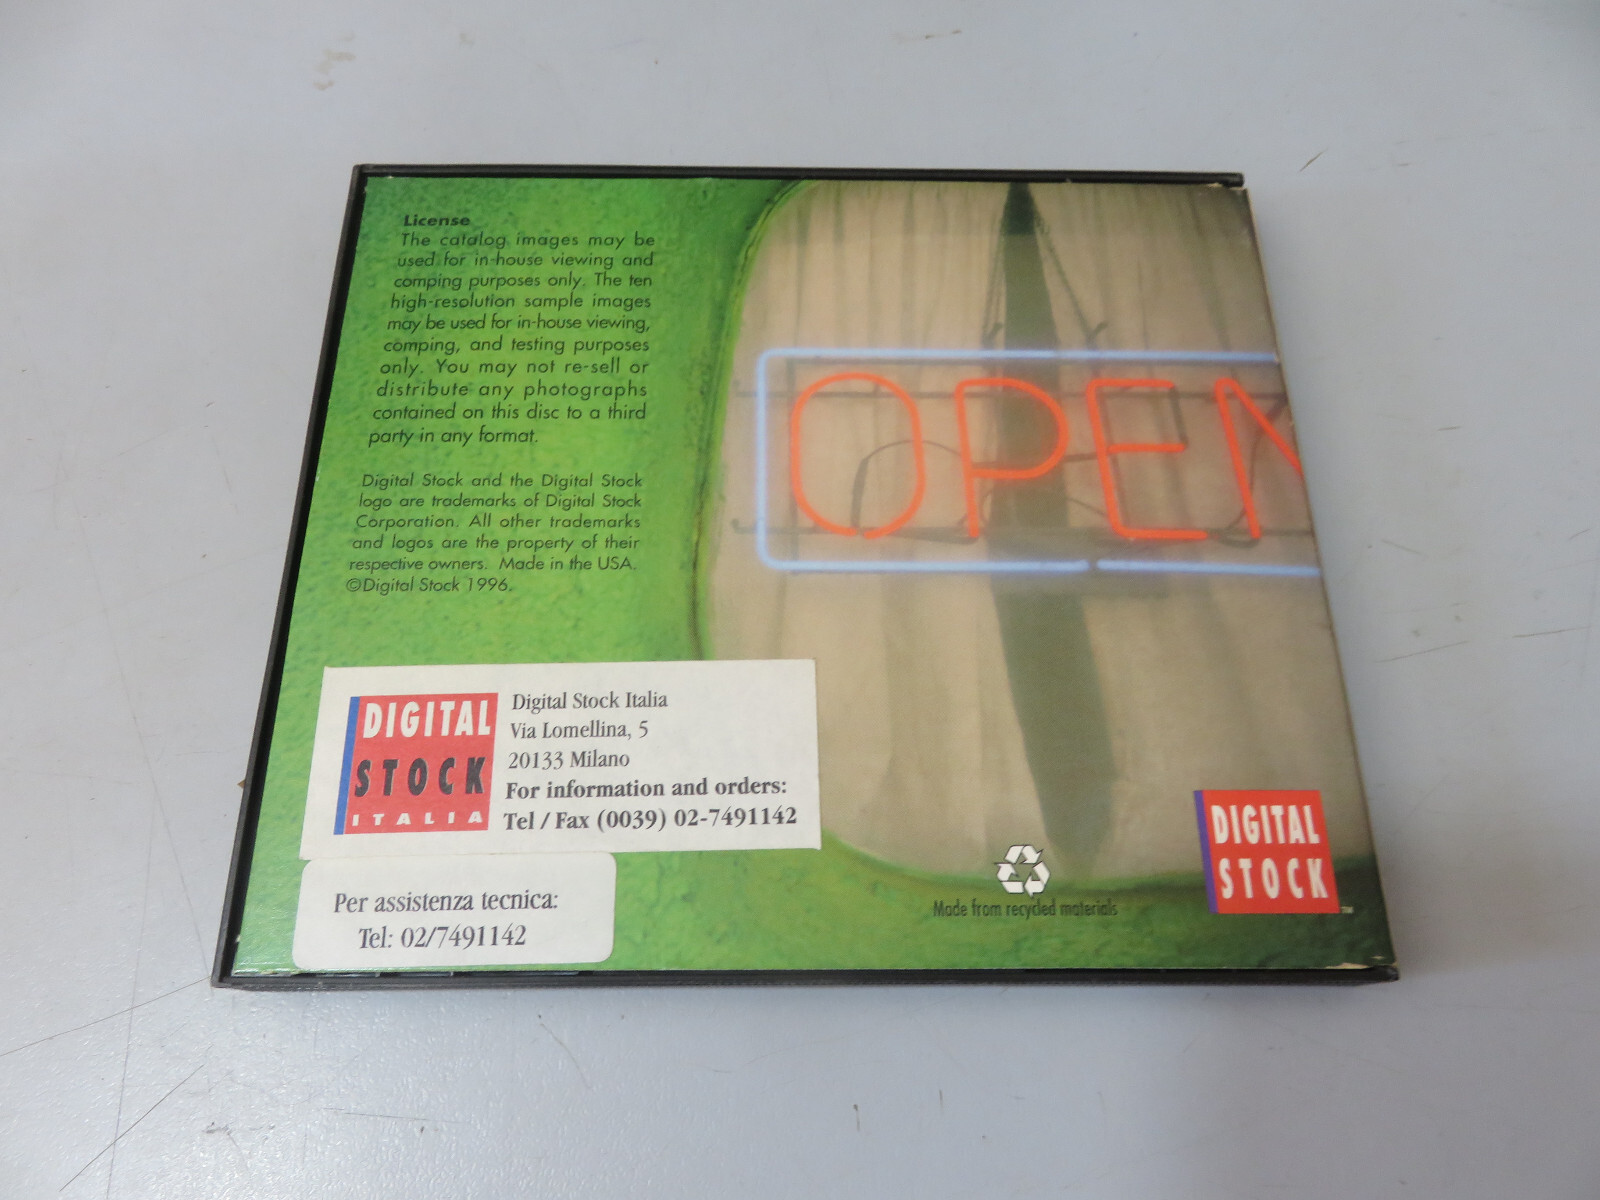 License
The catalog images may be
used for in-house viewing and
comping purposes only. The ten
high-resolution sample images
may be used for in-house viewing,
comping, and testing purposes
only. You may not re-sell or
distribute any photographs
contained on this disc to a third
party in any format.
Digital Stock and the Digital Stock
logo are trademarks of Digital Stock
Corporation. All other trademarks
and logos are the property of their
respective owners. Made in the USA.
©Digital Stock 1996.
OPEN
DIGITAL
STOCK
ITALIA
Digital Stock Italia
Via Lomellina, 5
20133 Milano
For information and orders:
Tel / Fax (0039) 02-7491142
Per assistenza tecnica:
Tel: 02/7491142
Made from recycled materials
DIGITAL
STOCK
TM